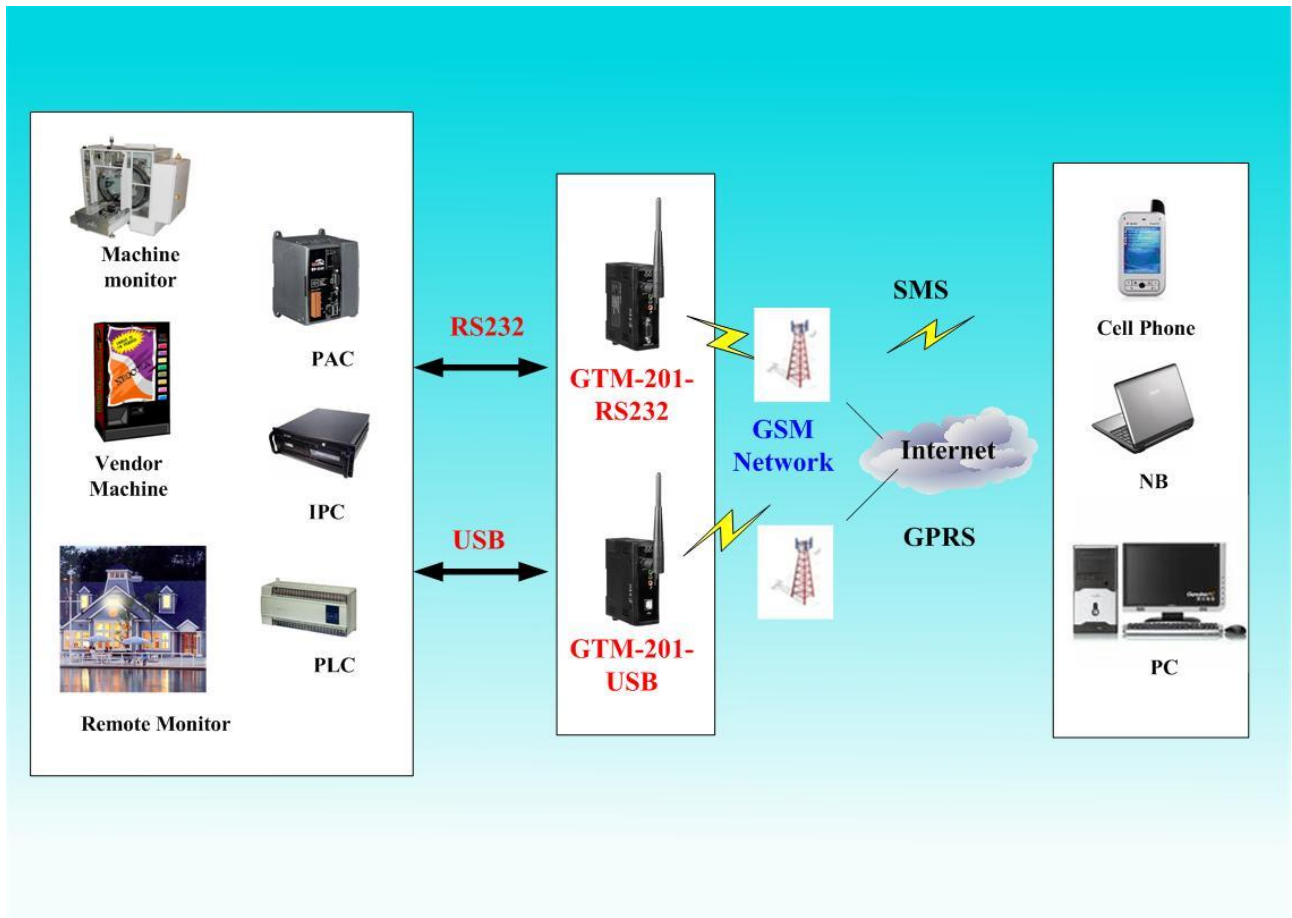 Machine
monitor
PAC
Vendor
Machine
IPC
Remote Monitor
PLC
RS232
USB
GTM-201-
RS232
GTM-201-
USB
GSM
Network
SMS
Internet
GPRS
Cell Phone
NB
PC